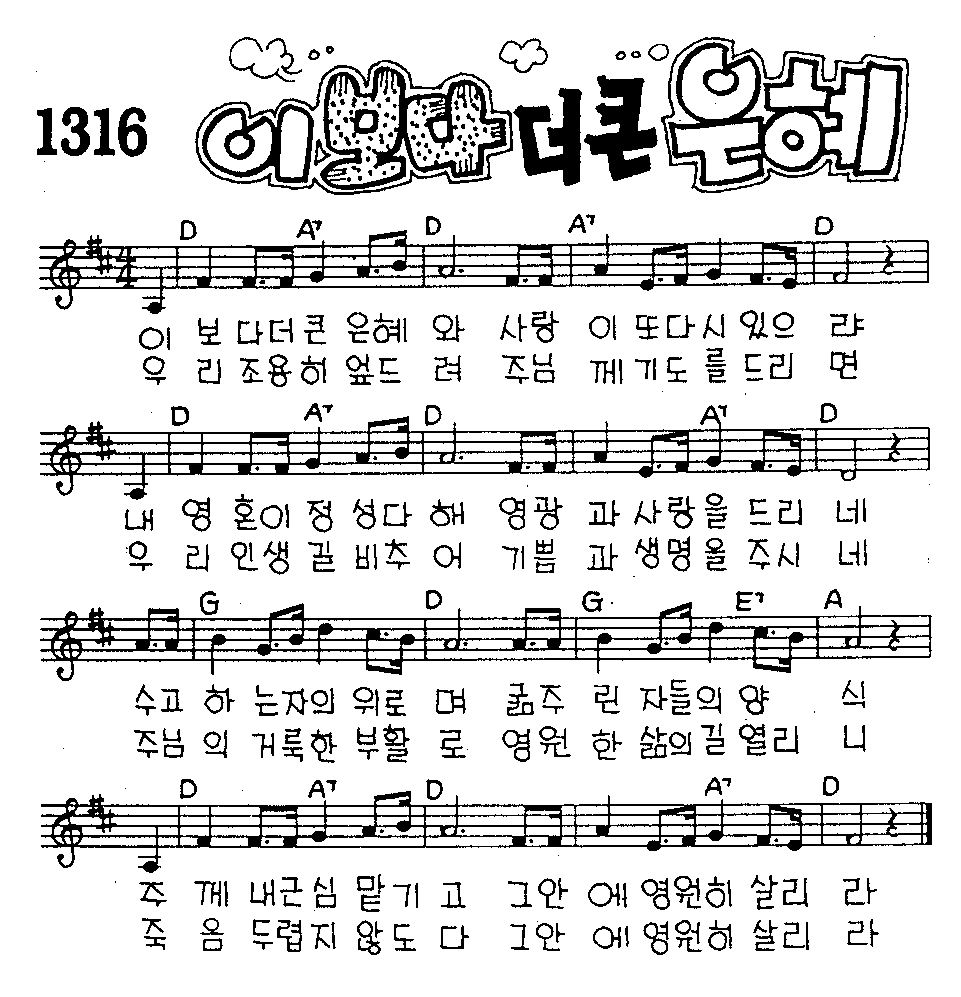 1316 이보다 더큰 은혜
D A7 D A7 D
이 보 다더 큰 은혜 와 사랑 이 또다시 있으 랴
우 리 조용히 엎드 려 주님 께 기도 를 드리 면
D A7 D A7 D
내 영 혼이 정 성다 해 영광 과 사랑을 드리 네
우 리 인생 길 비추 어 기쁨 과 생명을 주시 네
G D G E7 A
수고 하 는자의 위로 며 굶주 린 자들의 양 식
주님 의 거룩한 부활 로 영원 한 삶의 길 열리 니
D A7 D A7 D
주 께 내근심 맡기 고 그안 에 영원히 살리 라
죽 음 두렵지 않도 다 그안 에 영원히 살리 라